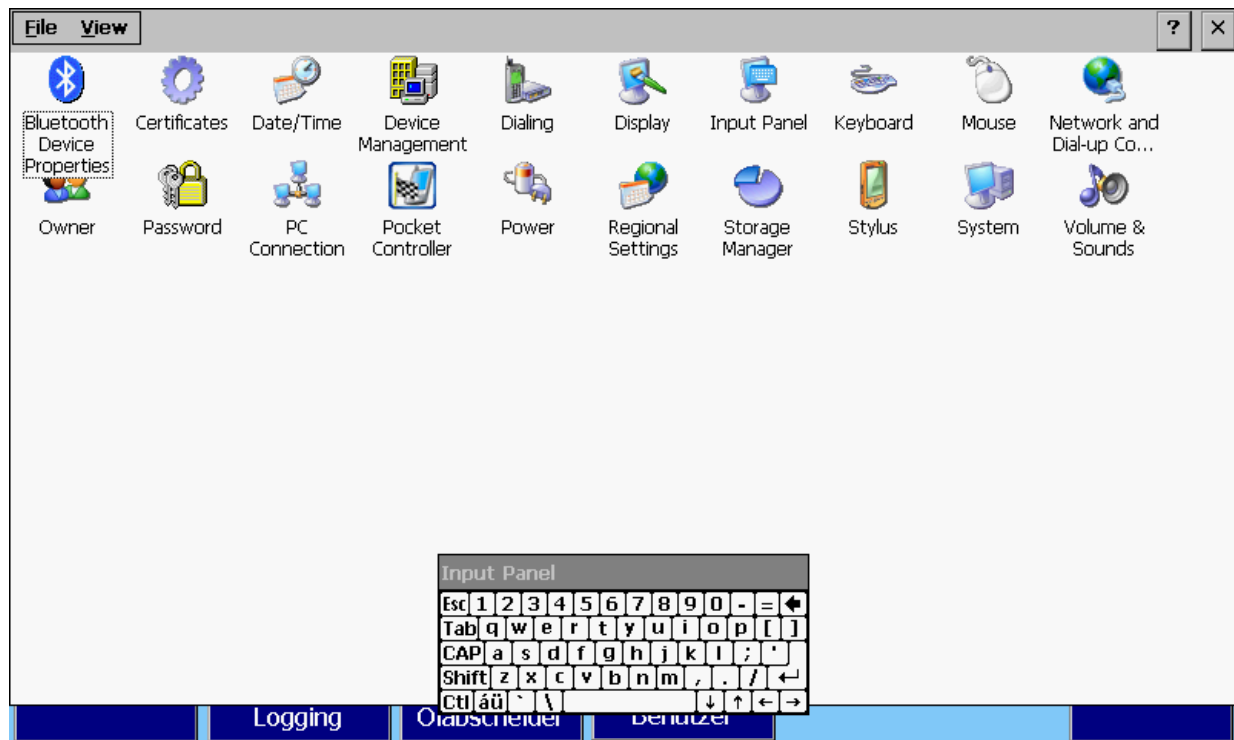 File View ? ×
Bluetooth Device Properties
Certificates
Date/Time
Device Management
Dialing
Display
Input Panel
Keyboard
Mouse
Network and Dial-up Co...
Owner
Password
PC Connection
Pocket Controller
Power
Regional Settings
Storage Manager
Stylus
System
Volume & Sounds
Input Panel
Esc 1 2 3 4 5 6 7 8 9 0 - =
Tab q w e r t y u i o p [ ]
CAP a s d f g h j k l ; '
Shift z x c v b n m , . /
Ctl áü ` \ ↓ ↑ ← →
Logging Ölabscheider Benutzer